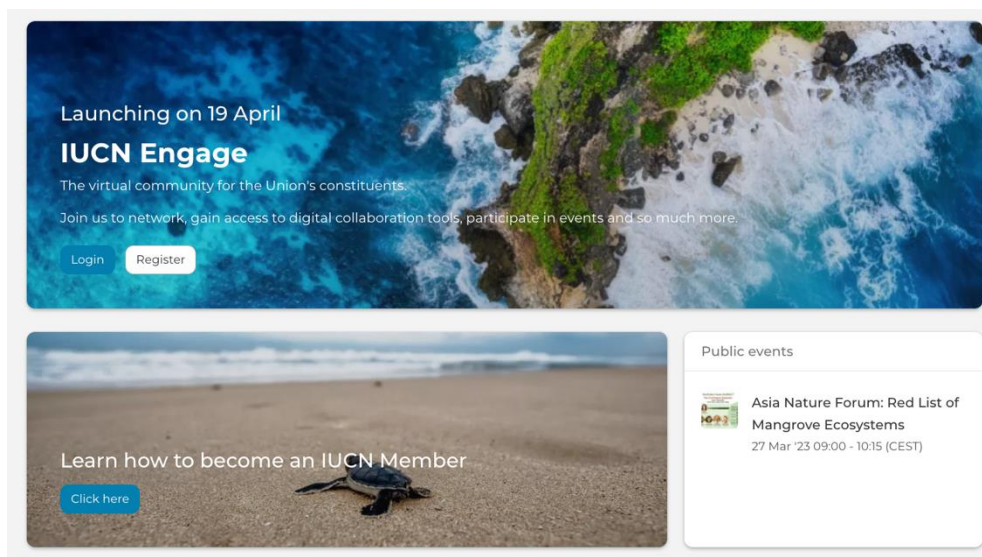 Launching on 19 April
IUCN Engage
The virtual community for the Union's constituents.
Join us to network, gain access to digital collaboration tools, participate in events and so much more.
Login
Register
Learn how to become an IUCN Member
Click here
Public events
Asia Nature Forum: Red List of
Mangrove Ecosystems
27 Mar '23 09:00 - 10:15 (CEST)